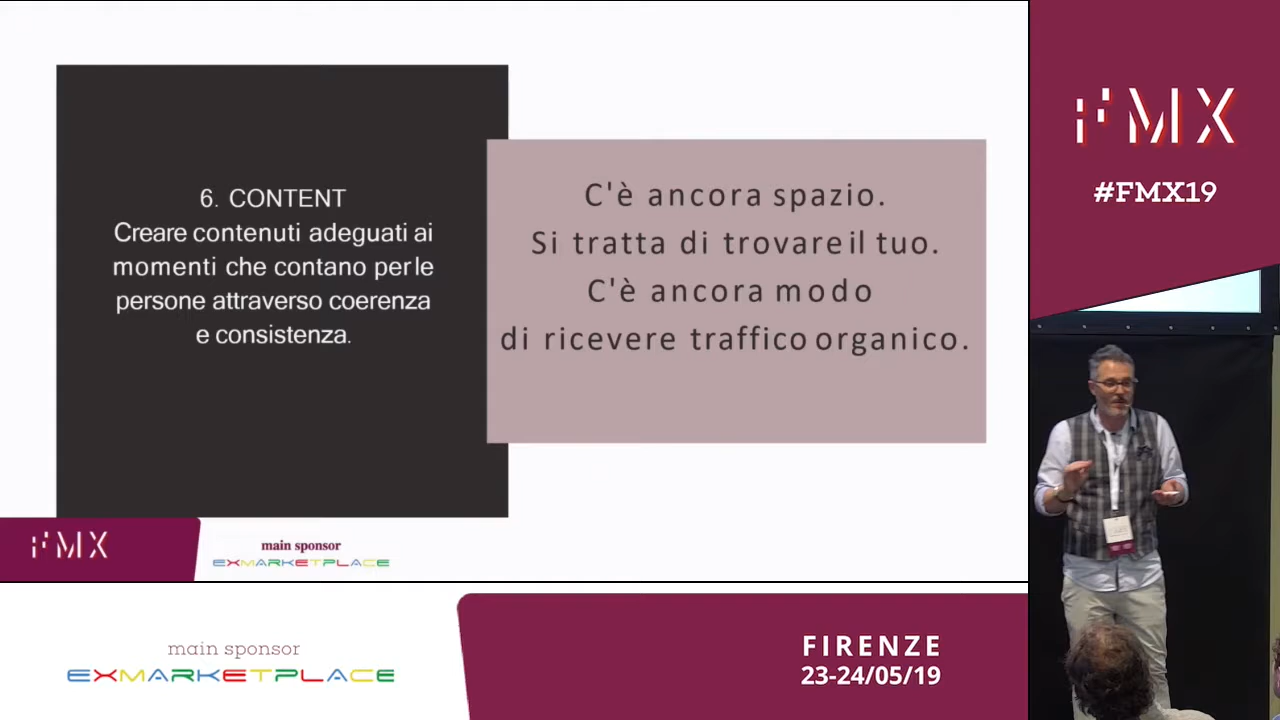 6. CONTENT
Creare contenuti adeguati ai
momenti che contano per le
persone attraverso coerenza
e consistenza.
C'è ancora spazio.
Si tratta di trovare il tuo.
C'è ancora modo
di ricevere traffico organico.
FMX
main sponsor
EXMARKETPLACE
main sponsor
EXMARKETPLACE
FIRENZE
23-24/05/19
FMX
#FMX19